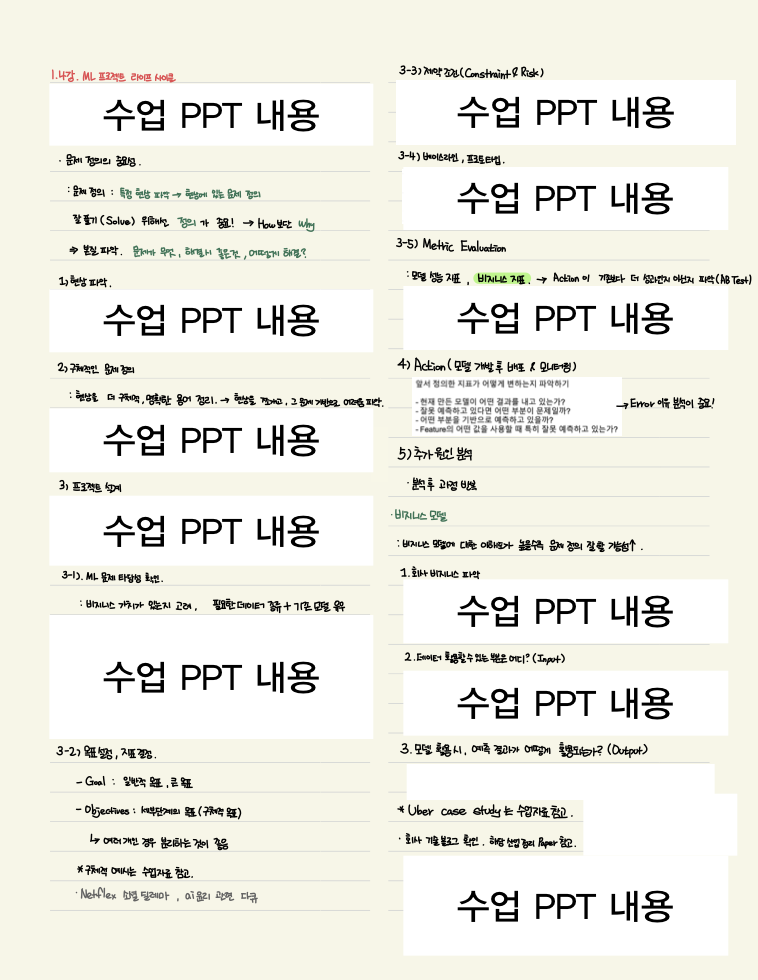 1.4강. ML 프로젝트 라이프 사이클
수업 PPT 내용
· 문제 정의의 중요성.
: 문제 정의 : 특정 현상 파악 → 현상에 있는 문제 정의
잘 풀기(Solve) 위해선 정의가 중요! → How보단 Why
⇒ 본질 파악. 문제가 무엇, 해결시 좋은것, 어떻게 해결?
1) 현상 파악.
수업 PPT 내용
2) 구체적인 문제 정의
: 현상을 더 구체적, 명확한 용어 정리. → 현상을 쪼개고, 그 문제 기반으로 어려움 파악.
수업 PPT 내용
3) 프로젝트 설계
수업 PPT 내용
3-1). ML 문제 타당성 확인.
: 비지니스 가치가 있는지 고려, 필요한 데이터 종류 + 기존 모델 유무
수업 PPT 내용
3-2) 목표 설정, 지표 결정.
- Goal : 일반적 목표, 큰 목표
- Objectives : 세부단계의 목표 (구체적 목표)
↳ 여러개인 경우 분리하는 것이 좋음
* 구체적 예시는 수업자료 참고.
· Netflex 소셜 딜레마, ai 윤리 관련 다큐
3-3) 제약 조건(Constraint & Risk)
수업 PPT 내용
3-4) 베이스라인, 프로토타입.
수업 PPT 내용
3-5) Metric Evaluation
: 모델 성능 지표, 비지니스 지표. → Action이 기존보다 더 성과인지 아닌지 파악(AB Test)
수업 PPT 내용
4) Action (모델 개발 후 배포 & 모니터링)
앞서 정의한 지표가 어떻게 변하는지 파악하기
- 현재 만든 모델이 어떤 결과를 내고 있는가?
- 잘못 예측하고 있다면 어떤 부분이 문제일까?
- 어떤 부분을 기반으로 예측하고 있을까?
- Feature의 어떤 값을 사용할 때 특히 잘못 예측하고 있는가?
→ Error 이유 분석이 중요!
5) 추가 원인 분석
· 분석 후 과정 반복
· 비지니스 모델
: 비지니스 모델에 대한 이해도가 높을수록 문제 정의 잘 할 가능성↑.
1. 회사 비지니스 파악
수업 PPT 내용
2. 데이터 활용할 수 있는 부분은 어디? (Input)
수업 PPT 내용
3. 모델 활용시, 예측 결과가 어떻게 활용되는가? (Output)
* Uber case study는 수업자료 참고.
· 회사 기술 블로그 확인. 해당 산업 정리 Paper 참고.
수업 PPT 내용